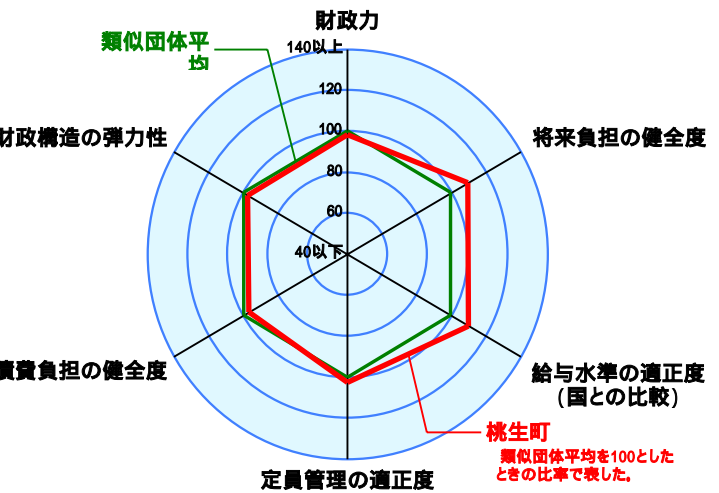 財政力
類似団体平
均
140以上
120
100
80
60
40以下
財政構造の弾力性
将来負担の健全度
債費負担の健全度
給与水準の適正度
(国との比較)
桃生町
類似団体平均を100とした
ときの比率で表した。
定員管理の適正度